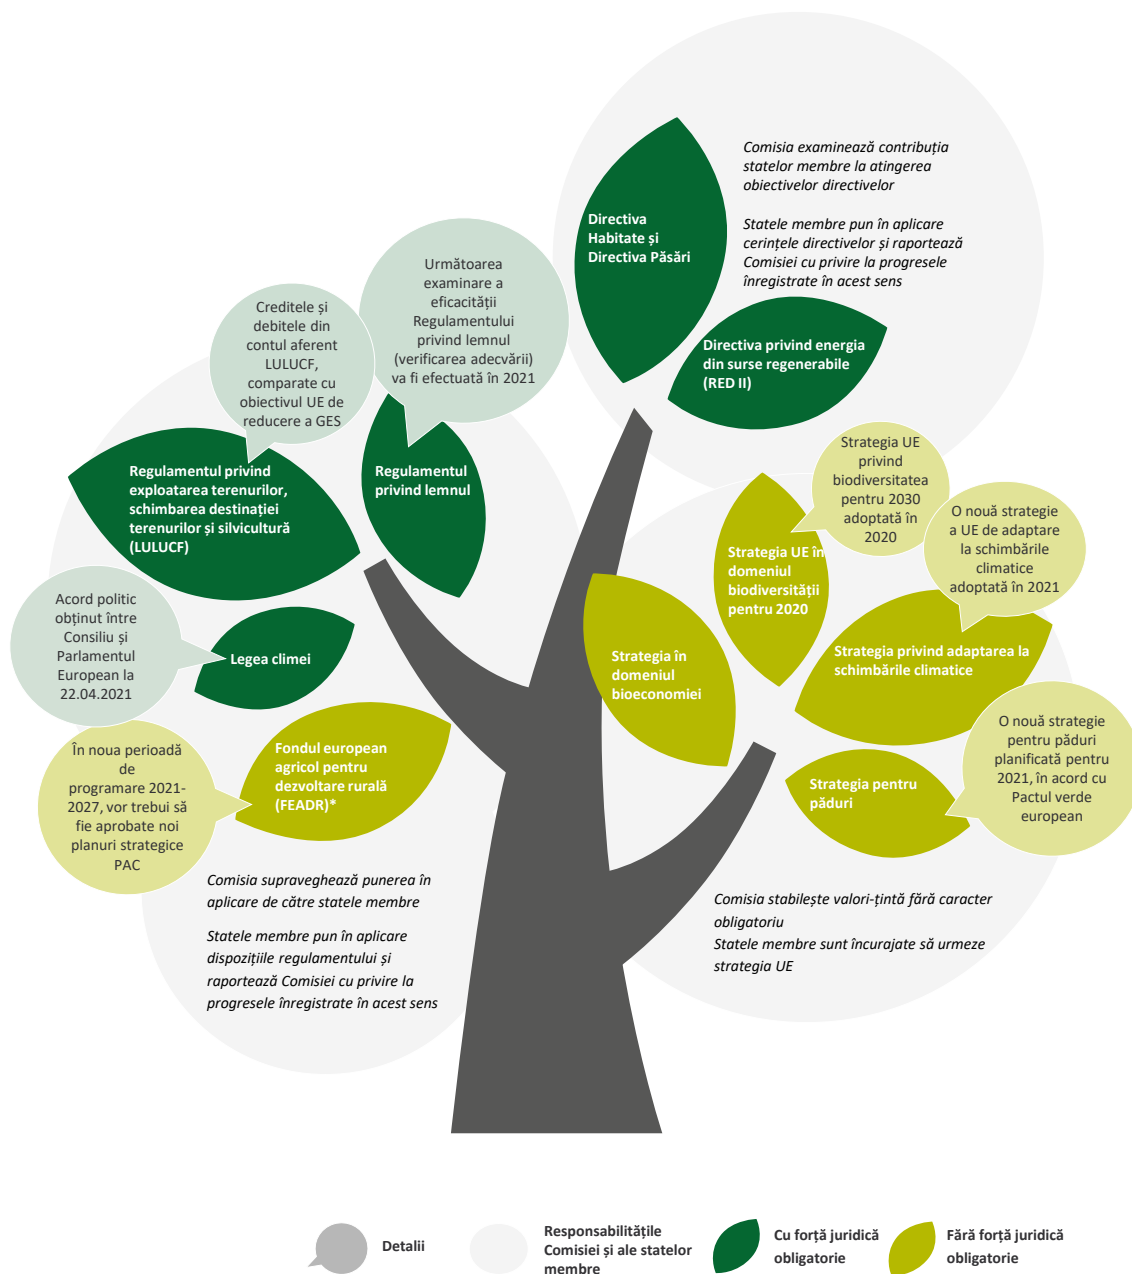 Comisia examinează contribuția
statelor membre la atingerea
obiectivelor directivelor
Statele membre pun în aplicare
cerințele directivelor și raportează
Comisiei cu privire la progresele
înregistrate în acest sens
Directiva
Habitate și
Directiva Păsări
Directiva privind energia
din surse regenerabile
(RED II)
Următoarea
examinare a
eficacității
Regulamentului
privind lemnul
(verificarea adecvării)
va fi efectuată în 2021
Creditele și
debitele din
contul aferent
LULUCF,
comparate cu
obiectivul UE de
reducere a GES
Regulamentul privind
exploatarea terenurilor,
schimbarea destinației
terenurilor și silvicultură
(LULUCF)
Regulamentul
privind lemnul
Acord politic
obținut între
Consiliu și
Parlamentul
European la
22.04.2021
Legea climei
În noua perioadă
de
programare 2021-
2027, vor trebui să
fie aprobate noi
planuri strategice
PAC
Fondul european
agricol pentru
dezvoltare rurală
(FEADR)*
Comisia supraveghează punerea în
aplicare de către statele membre
Statele membre pun în aplicare
dispozițiile regulamentului și
raportează Comisiei cu privire la
progresele înregistrate în acest sens
Strategia UE
privind
biodiversitatea
pentru 2030
adoptată în
2020
O nouă strategie
a UE de adaptare
la schimbările
climatice
adoptată în 2021
Strategia UE în
domeniul
biodiversității
pentru 2020
Strategia în
domeniul
bioeconomiei
Strategia privind adaptarea la
schimbările climatice
O nouă strategie
pentru păduri
planificată pentru
2021, în acord cu
Pactul verde
european
Strategia pentru
păduri
Comisia stabilește valori-țintă fără caracter
obligatoriu
Statele membre sunt încurajate să urmeze
strategia UE
Detalii
Responsabilitățile
Comisiei și ale statelor
membre
Cu forță juridică
obligatorie
Fără forță juridică
obligatorie